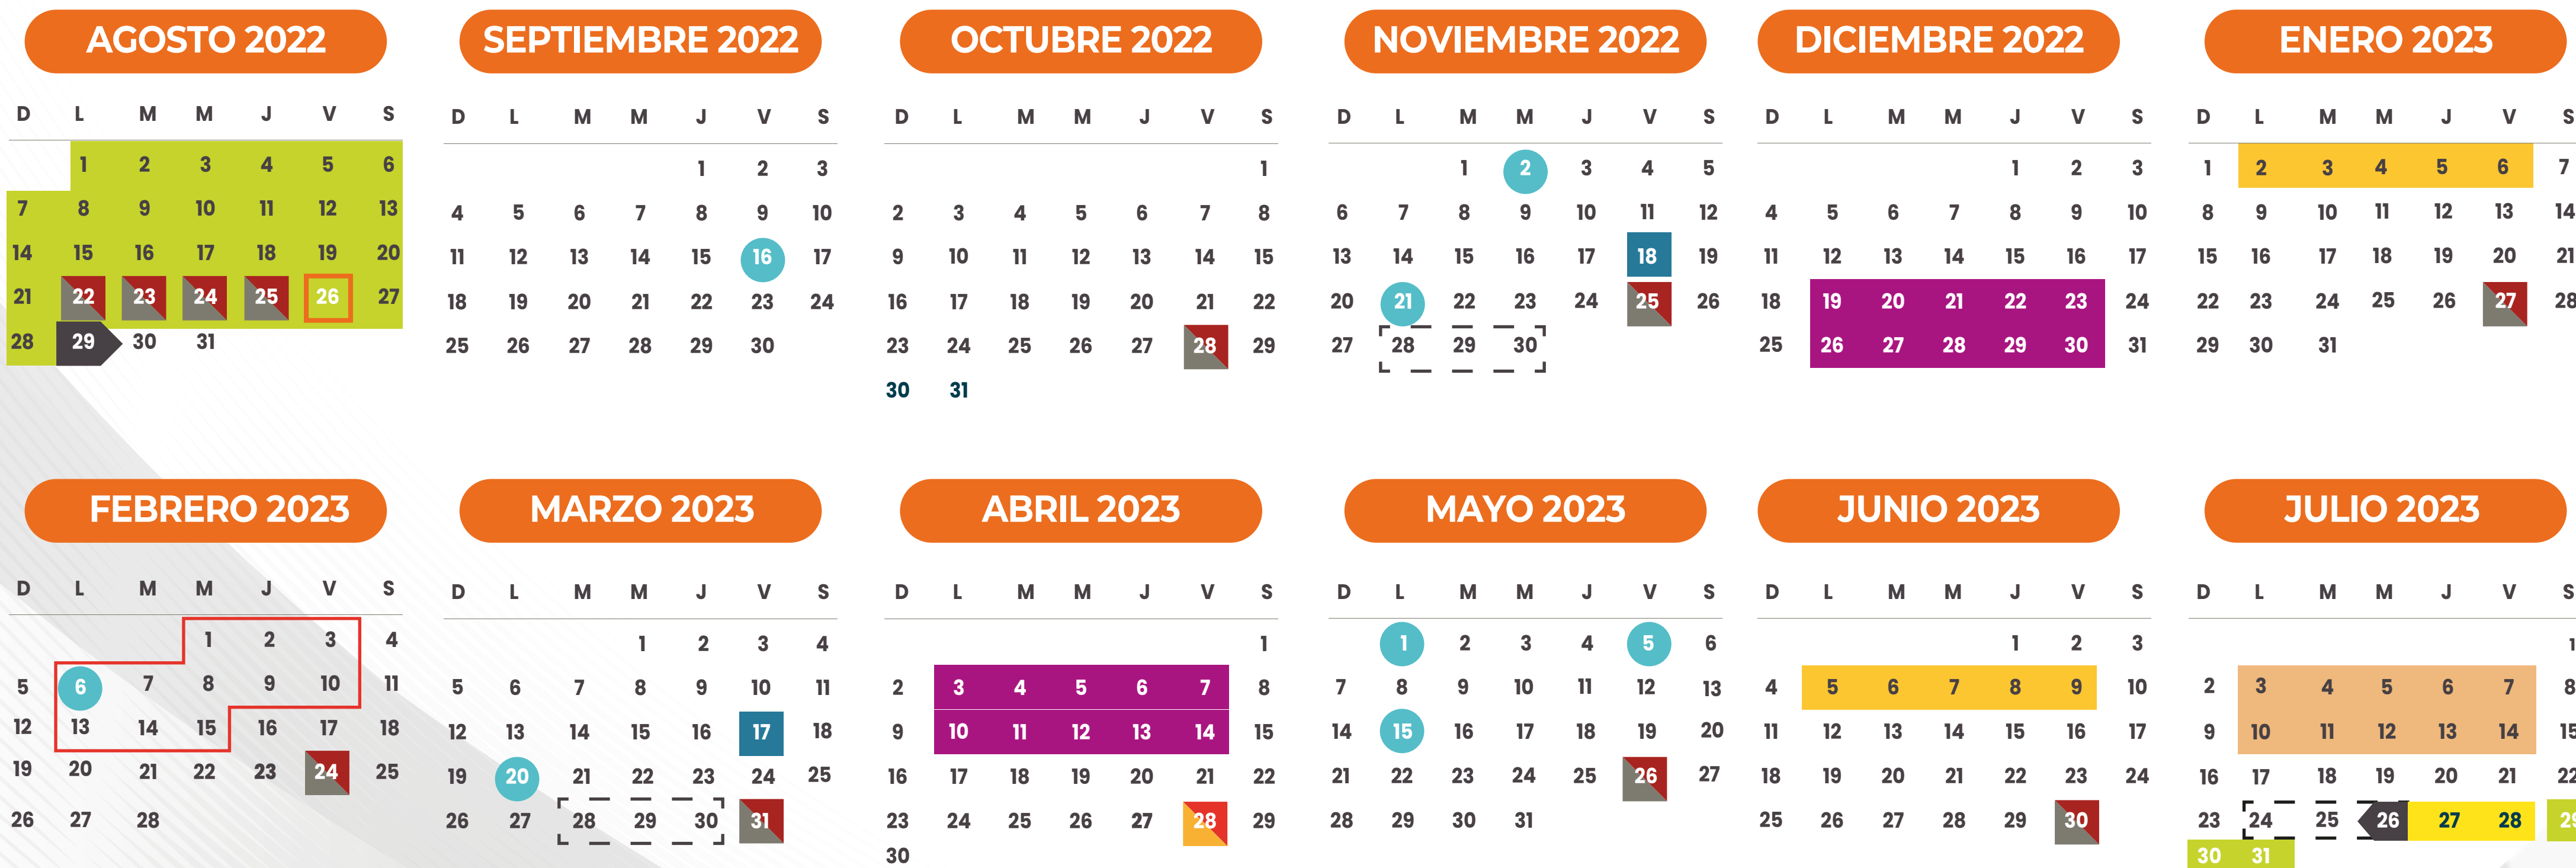 AGOSTO 2022
D L M M J V S
1 2 3 4 5 6
7 8 9 10 11 12 13
14 15 16 17 18 19 20
21 22 23 24 25 26 27
28 29 30 31
SEPTIEMBRE 2022
D L M M J V S
1 2 3
4 5 6 7 8 9 10
11 12 13 14 15 16 17
18 19 20 21 22 23 24
25 26 27 28 29 30
OCTUBRE 2022
D L M M J V S
1
2 3 4 5 6 7 8
9 10 11 12 13 14 15
16 17 18 19 20 21 22
23 24 25 26 27 28 29
30 31
NOVIEMBRE 2022
D L M M J V S
1 2 3 4 5
6 7 8 9 10 11 12
13 14 15 16 17 18 19
20 21 22 23 24 25 26
27 28 29 30
DICIEMBRE 2022
D L M M J V S
1 2 3
4 5 6 7 8 9 10
11 12 13 14 15 16 17
18 19 20 21 22 23 24
25 26 27 28 29 30 31
ENERO 2023
D L M M J V S
1 2 3 4 5 6 7
8 9 10 11 12 13 14
15 16 17 18 19 20 21
22 23 24 25 26 27 28
29 30 31
FEBRERO 2023
D L M M J V S
1 2 3 4
5 6 7 8 9 10 11
12 13 14 15 16 17 18
19 20 21 22 23 24 25
26 27 28
MARZO 2023
D L M M J V S
1 2 3 4
5 6 7 8 9 10 11
12 13 14 15 16 17 18
19 20 21 22 23 24 25
26 27 28 29 30 31
ABRIL 2023
D L M M J V S
1
2 3 4 5 6 7 8
9 10 11 12 13 14 15
16 17 18 19 20 21 22
23 24 25 26 27 28 29
30
MAYO 2023
D L M M J V S
1 2 3 4 5 6
7 8 9 10 11 12 13
14 15 16 17 18 19 20
21 22 23 24 25 26 27
28 29 30 31
JUNIO 2023
D L M M J V S
1 2 3
4 5 6 7 8 9 10
11 12 13 14 15 16 17
18 19 20 21 22 23 24
25 26 27 28 29 30
JULIO 2023
D L M M J V S
1
2 3 4 5 6 7 8
9 10 11 12 13 14 15
16 17 18 19 20 21 22
23 24 25 26 27 28 29
30 31